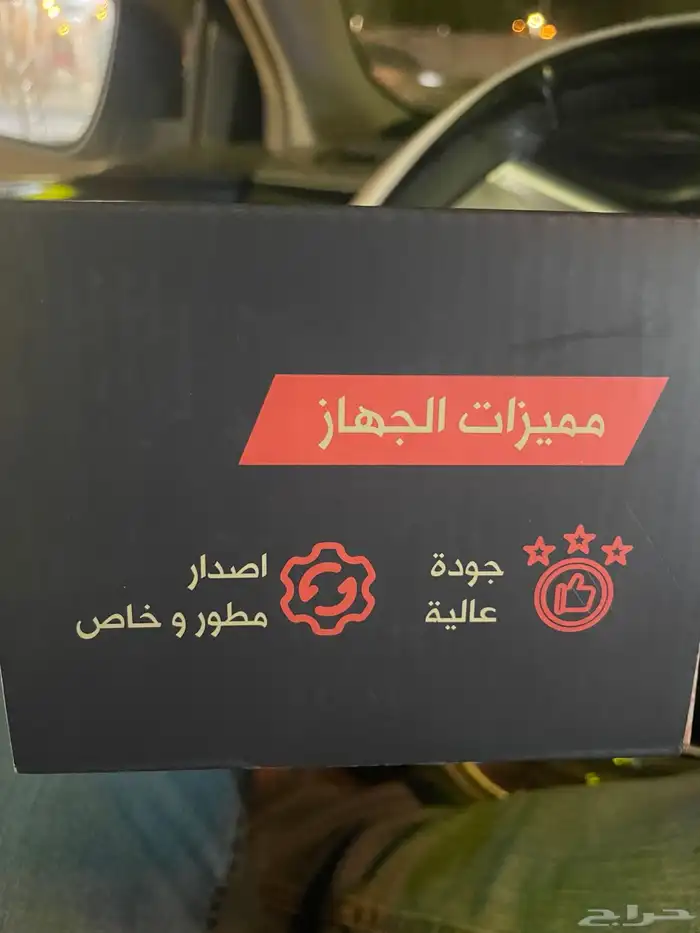 مميزات الجهاز
جودة
عالية
اصدار
مطور و خاص
حراج